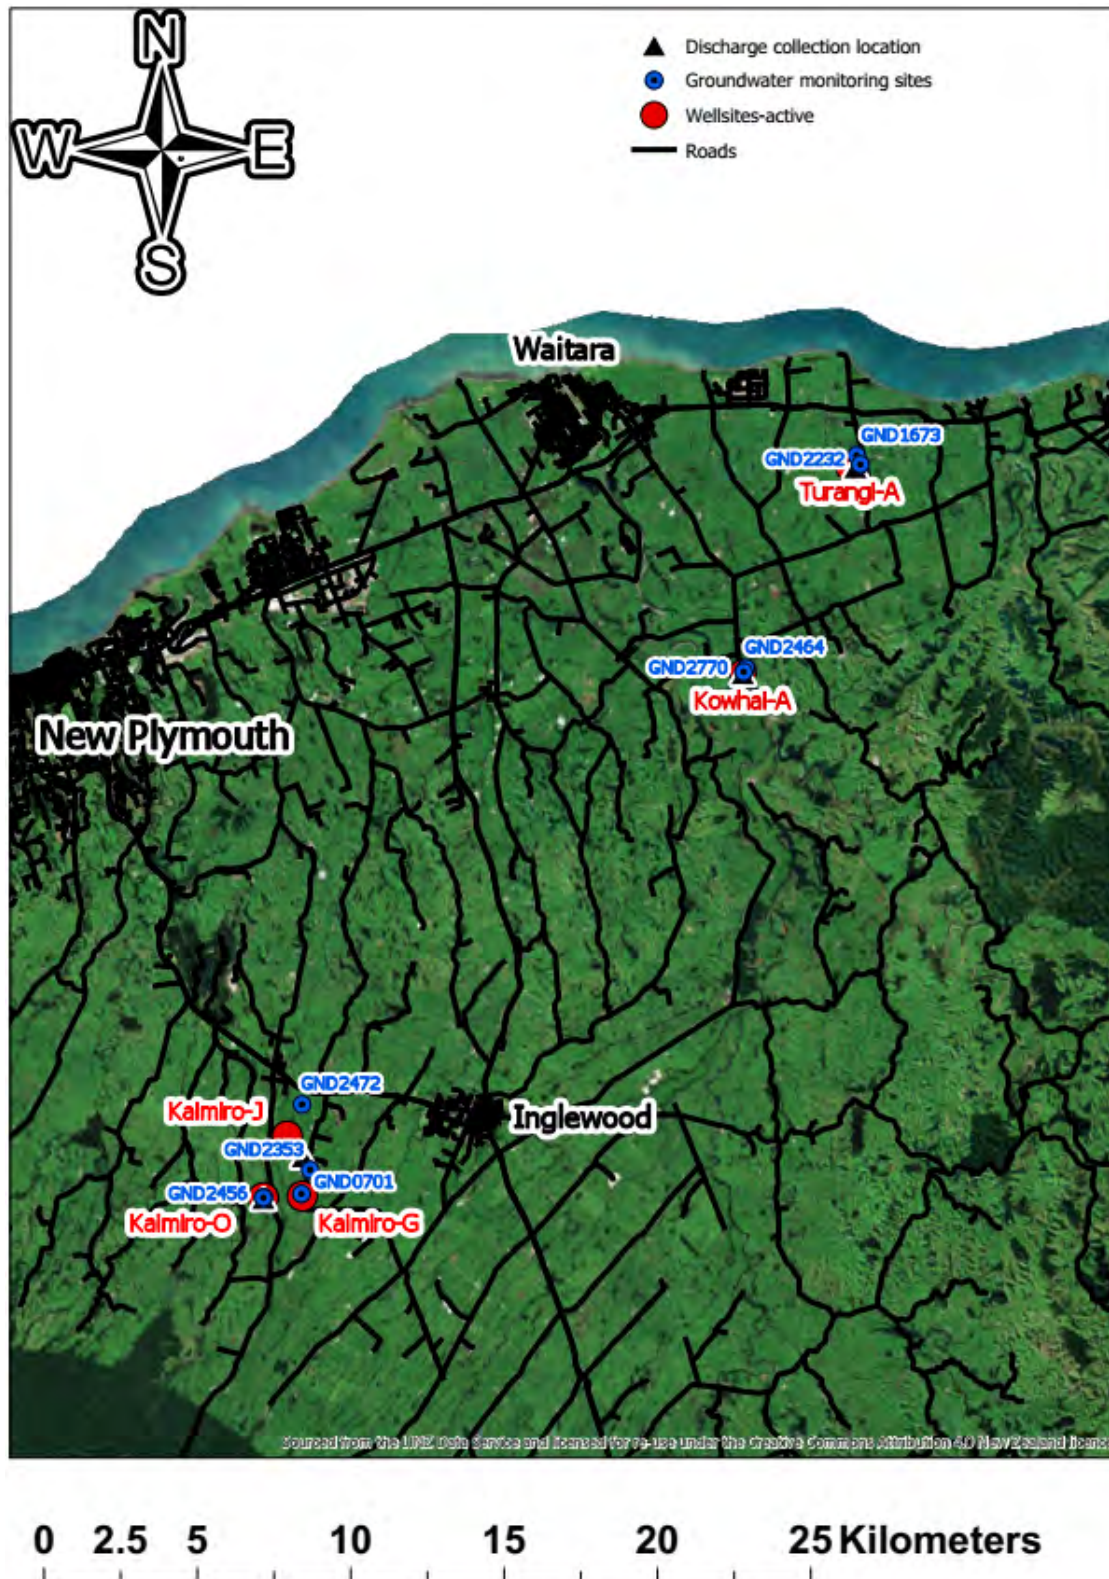 N
Discharge collection location
Groundwater monitoring sites
W
E
Wellsites-active
Roads
S
Waitara
GND1673
GND2232
Turangi-A
GND2464
GND2770
Kowhai-A
New Plymouth
GND2472
Kaimiro-J
Inglewood
GND2353
GND0701
GND2456
Kaimiro-O
Kaimiro-G
Sourced from the LINZ Data Service and licensed for re-use under the Creative Commons Attribution 4.0 New Zealand licenc
0 2.5 5 10 15 20 25 Kilometers